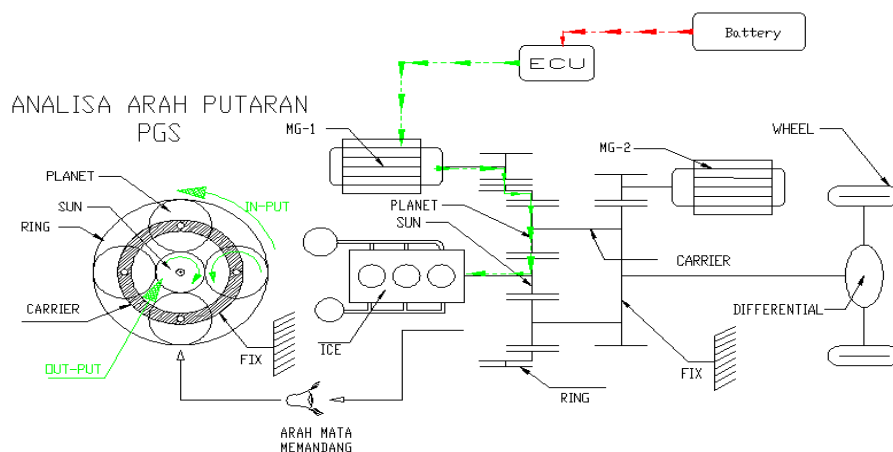 Battery
ECU
ANALISA ARAH PUTARAN
PGS
MG-1
WHEEL
MG-2
PLANET
IN-PUT
PLANET
SUN
SUN
RING
CARRIER
CARRIER
DIFFERENTIAL
ICE
FIX
OUT-PUT
FIX
RING
ARAH MATA
MEMANDANG